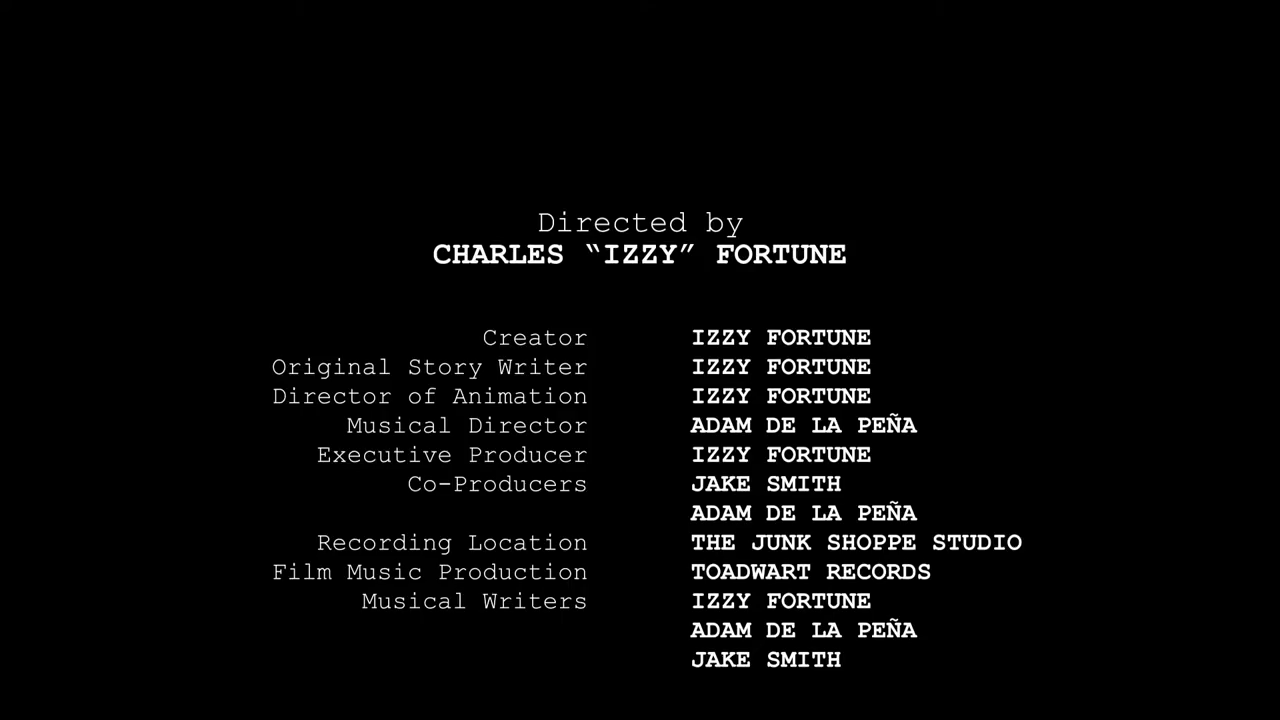 Directed by
CHARLES “IZZY” FORTUNE
Creator IZZY FORTUNE
Original Story Writer IZZY FORTUNE
Director of Animation IZZY FORTUNE
Musical Director ADAM DE LA PEÑA
Executive Producer IZZY FORTUNE
Co-Producers JAKE SMITH
ADAM DE LA PEÑA
Recording Location THE JUNK SHOPPE STUDIO
Film Music Production TOADWART RECORDS
Musical Writers IZZY FORTUNE
ADAM DE LA PEÑA
JAKE SMITH